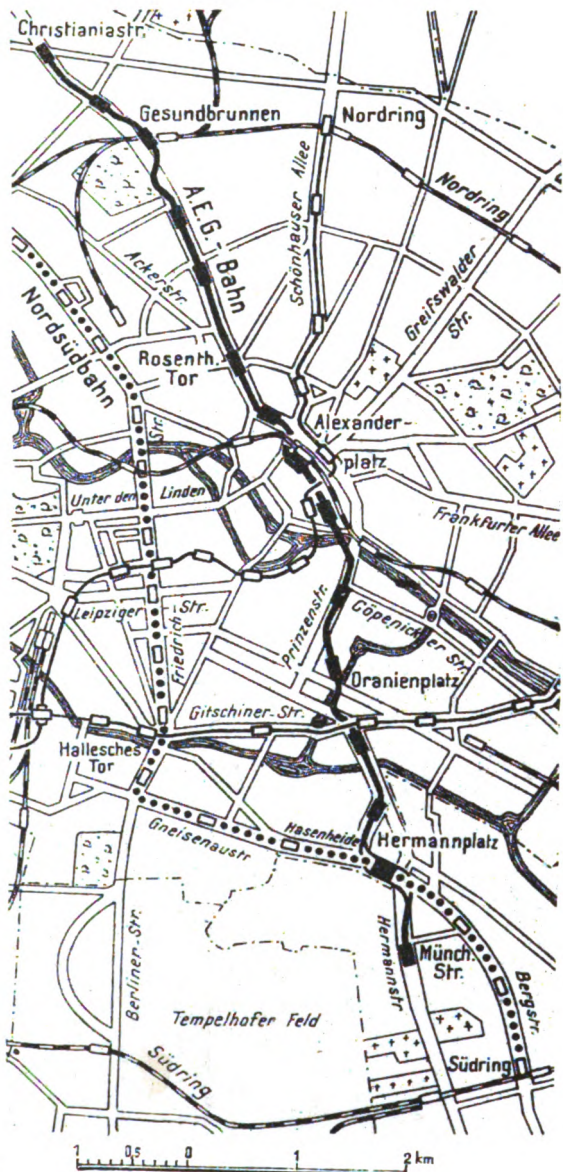 Christianiastr.
Gesundbrunnen
Nordring
A.E.G.-Bahn
Schönhauser Allee
Nordring
Ackerstr.
Greifswalder
Str.
Nordsüdbahn
Rosenth.
Tor
Alexander-
platz
Str.
Unter den Linden
Frankfurter Allee
Leipziger Str.
Friedrich
Prinzenstr.
Göpenicker Str.
Oranienplatz
Gitschiner-Str.
Hallesches
Tor
Gneisenaustr
Hasenheide
Hermannplatz
Berliner-Str.
Hermannstr
Münch.
Str.
Bergstr.
Tempelhofer Feld
Südring
Südring
1 0,5 0 1 2 km